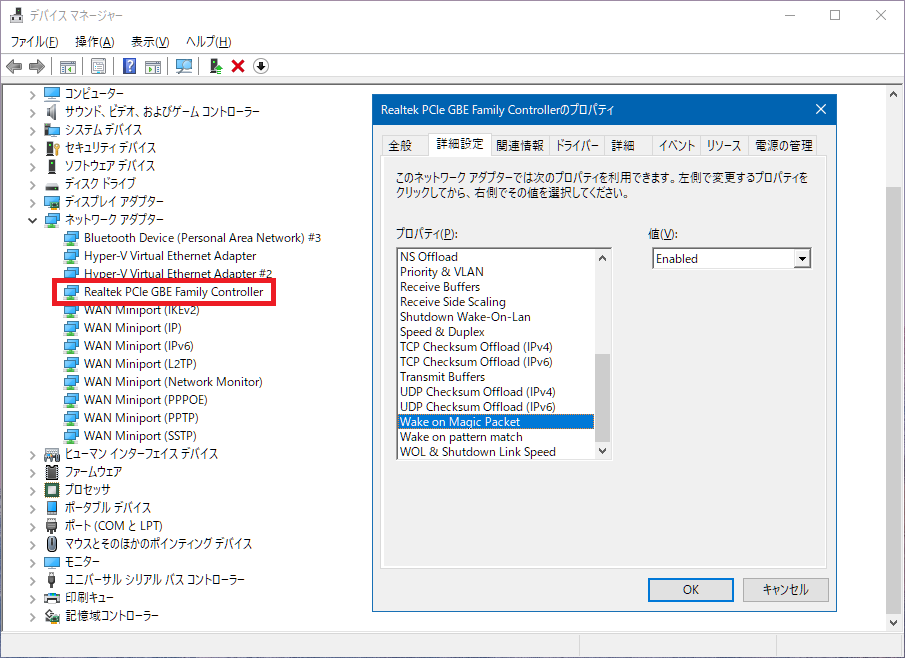 デバイス マネージャー
ファイル(F) 操作(A) 表示(V) ヘルプ(H)
コンピューター
サウンド、ビデオ、およびゲーム コントローラー
システム デバイス
セキュリティ デバイス
ソフトウェア デバイス
ディスク ドライブ
ディスプレイ アダプター
ネットワーク アダプター
Bluetooth Device (Personal Area Network) #3
Hyper-V Virtual Ethernet Adapter
Hyper-V Virtual Ethernet Adapter #2
Realtek PCIe GBE Family Controller
WAN Miniport (IKEv2)
WAN Miniport (IP)
WAN Miniport (IPv6)
WAN Miniport (L2TP)
WAN Miniport (Network Monitor)
WAN Miniport (PPPOE)
WAN Miniport (PPTP)
WAN Miniport (SSTP)
ヒューマン インターフェイス デバイス
ファームウェア
プロセッサ
ポータブル デバイス
ポート (COM と LPT)
マウスとそのほかのポインティング デバイス
モニター
ユニバーサル シリアル バス コントローラー
印刷キュー
記憶域コントローラー
Realtek PCIe GBE Family Controllerのプロパティ
全般 詳細設定 関連情報 ドライバー 詳細 イベント リソース 電源の管理
このネットワーク アダプターでは次のプロパティを利用できます。左側で変更するプロパティを
クリックしてから、右側でその値を選択してください。
プロパティ(P):
NS Offload
Priority & VLAN
Receive Buffers
Receive Side Scaling
Shutdown Wake-On-Lan
Speed & Duplex
TCP Checksum Offload (IPv4)
TCP Checksum Offload (IPv6)
Transmit Buffers
UDP Checksum Offload (IPv4)
UDP Checksum Offload (IPv6)
Wake on Magic Packet
Wake on pattern match
WOL & Shutdown Link Speed
値(V):
Enabled
OK キャンセル